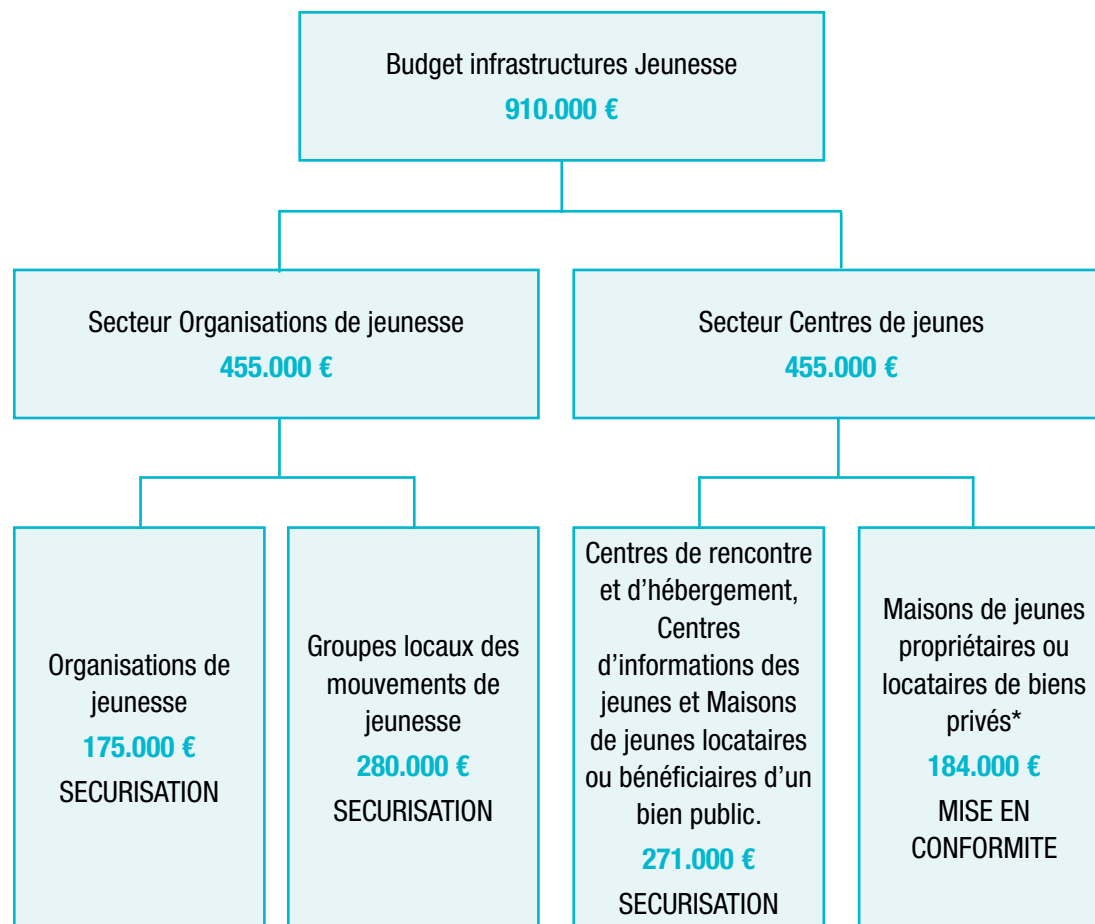 Budget infrastructures Jeunesse
910.000 €
Secteur Organisations de jeunesse
455.000 €
Secteur Centres de jeunes
455.000 €
Organisations de
jeunesse
175.000 €
SECURISATION
Groupes locaux des
mouvements de
jeunesse
280.000 €
SECURISATION
Centres de rencontre
et d’hébergement,
Centres
d’informations des
jeunes et Maisons
de jeunes locataires
ou bénéficiaires d’un
bien public.
271.000 €
SECURISATION
Maisons de jeunes
propriétaires ou
locataires de biens
privés*
184.000 €
MISE EN
CONFORMITE